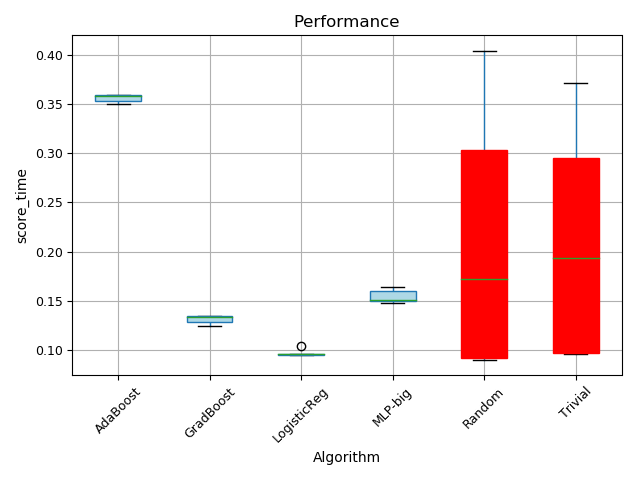 Performance
0.40
0.35
0.30
0.25
0.20
0.15
0.10
score_time
AdaBoost
GradBoost
LogisticReg
MLP-big
Random
Trivial
Algorithm